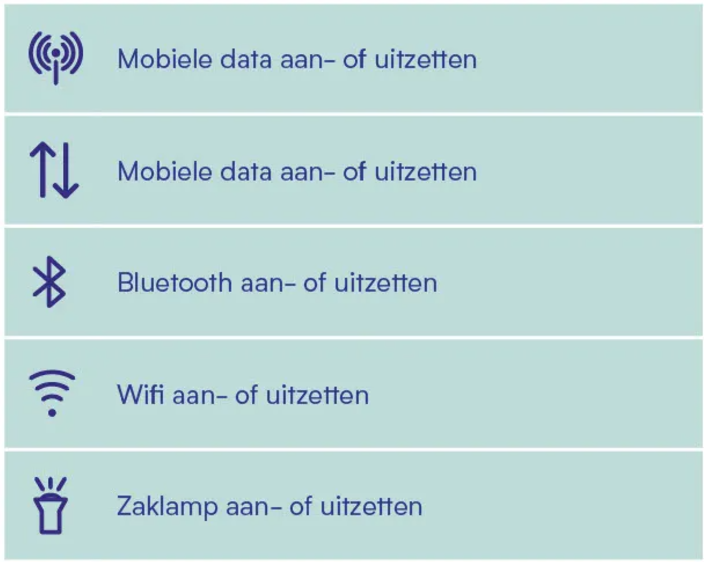 Mobiele data aan- of uitzetten
Mobiele data aan- of uitzetten
Bluetooth aan- of uitzetten
Wifi aan- of uitzetten
Zaklamp aan- of uitzetten